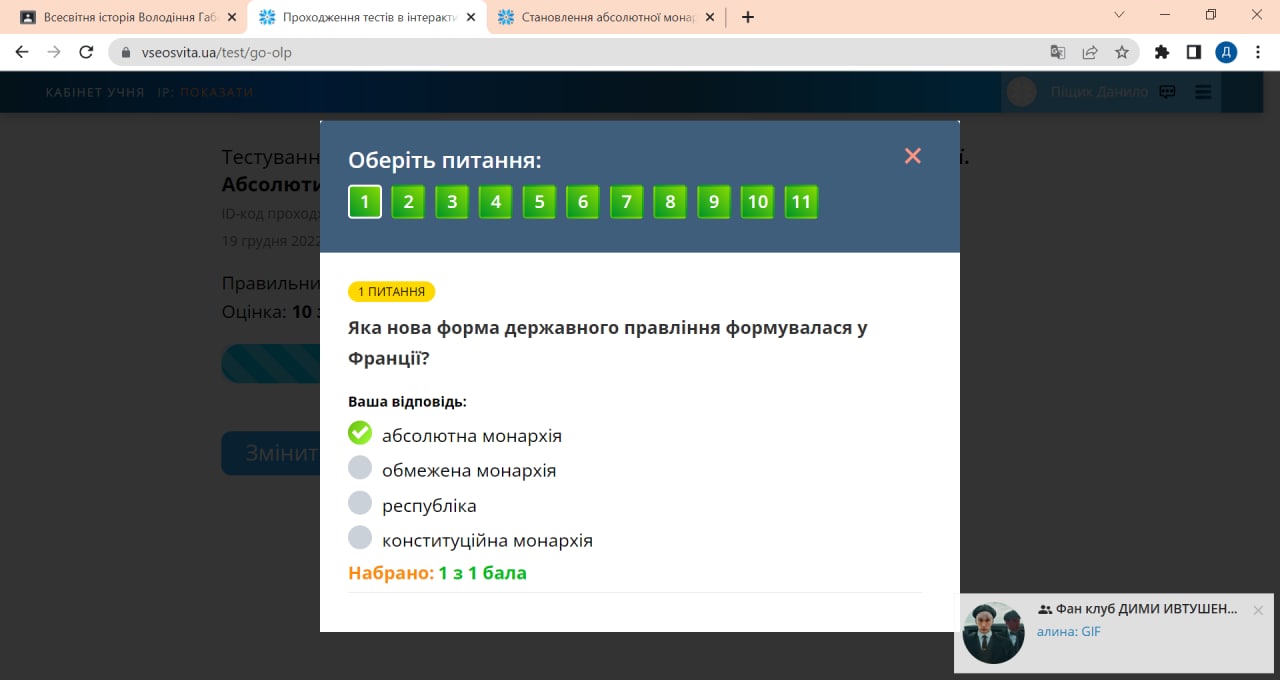 Всесвітня історія Володіння Габ
Проходження тестів в інтеракти
Становлення абсолютної монар
vseosvita.ua/test/go-olp
Д
КАБІНЕТ УЧНЯ IP: ПОКАЗАТИ
Піщик Данило
Тестуванн
ї.
Абсолюти
ID-код проход
19 грудня 2022
Правильни
Оцінка: 10 з
Змінит
Оберіть питання:
1 2 3 4 5 6 7 8 9 10 11
1 ПИТАННЯ
Яка нова форма державного правління формувалася у
Франції?
Ваша відповідь:
абсолютна монархія
обмежена монархія
республіка
конституційна монархія
Набрано: 1 з 1 бала
Фан клуб ДИМИ ИВТУШЕН...
алина: GIF